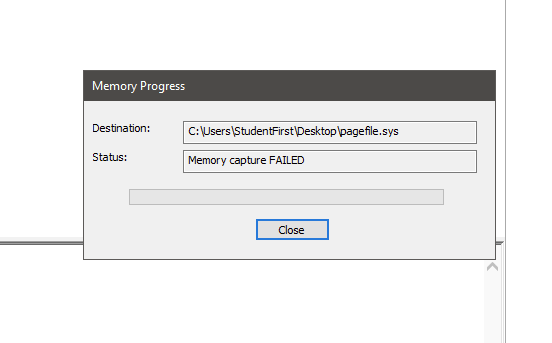 Memory Progress
Destination:
C:\Users\StudentFirst\Desktop\pagefile.sys
Status:
Memory capture FAILED
Close